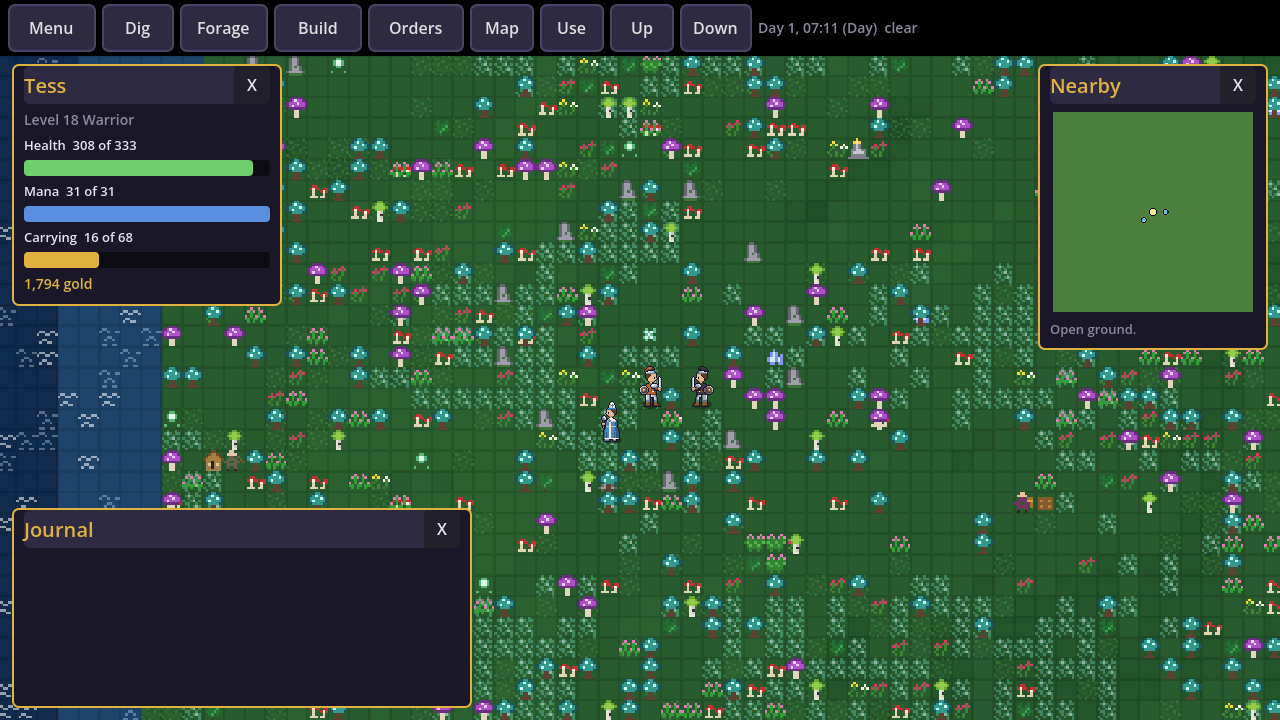 Menu Dig Forage Build Orders Map Use Up Down Day 1, 07:11 (Day) clear
Tess X
Level 18 Warrior
Health 308 of 333
Mana 31 of 31
Carrying 16 of 68
1,794 gold
Nearby X
Open ground.
Journal X